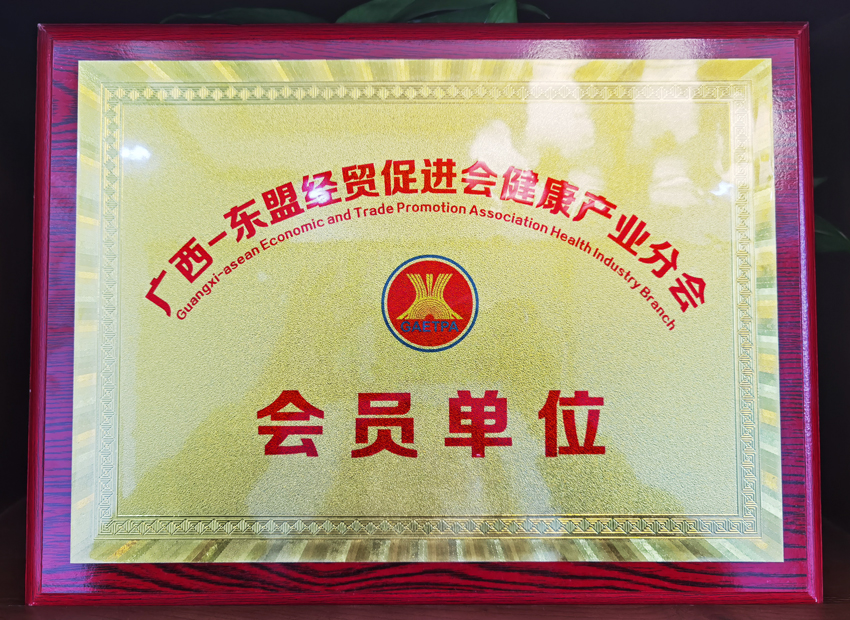 广西-东盟经贸促进会健康产业分会
Guangxi-asean Economic and Trade Promotion Association Health Industry Branch
GAETPA
会员单位